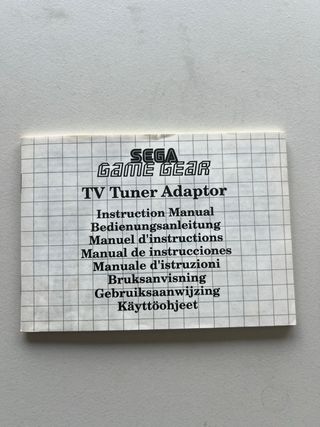 SEGA
GAME GEAR
TV Tuner Adaptor
Instruction Manual
Bedienungsanleitung
Manuel d'instructions
Manual de instrucciones
Manuale d'istruzioni
Bruksanvisning
Gebruiksaanwijzing
Käyttöohjeet